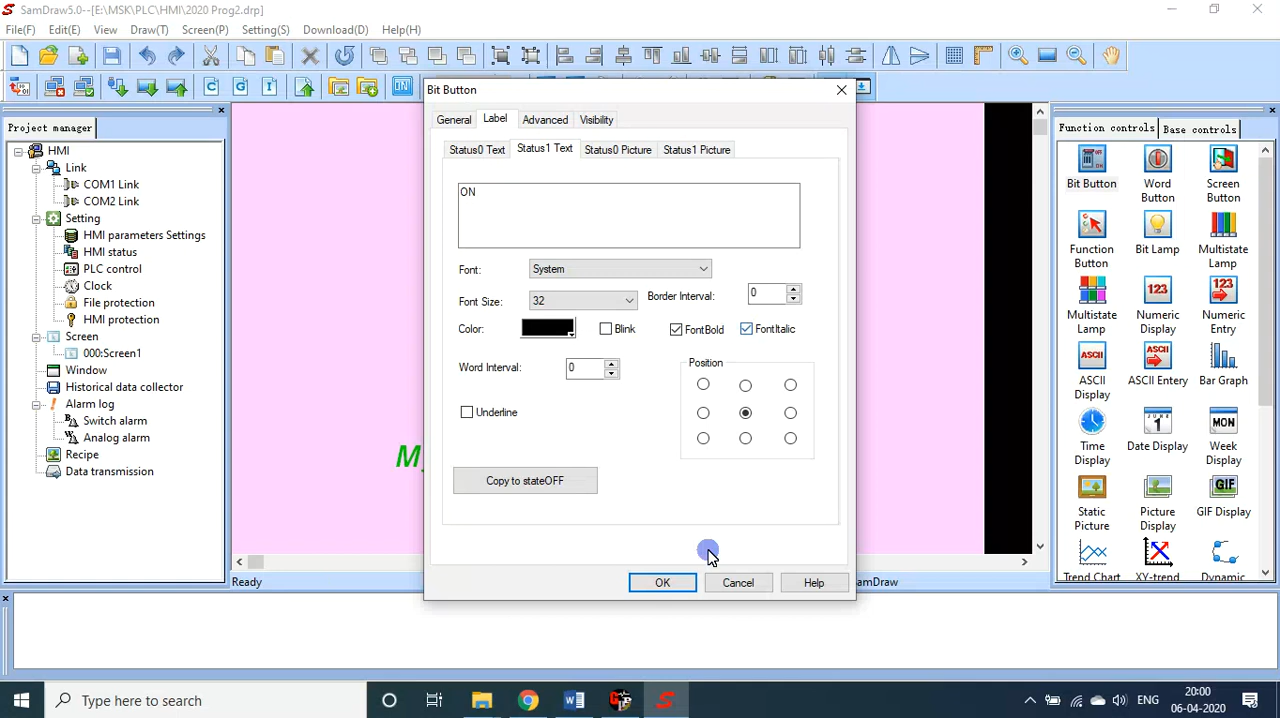 SamDraw5.0--[E:\MSK\PLC\HMI\2020 Prog2.drp]
File(F) Edit(E) View Draw(T) Screen(P) Setting(S) Download(D) Help(H)
Project manager
HMI
Link
COM1 Link
COM2 Link
Setting
HMI parameters Settings
HMI status
PLC control
Clock
File protection
HMI protection
Screen
000:Screen1
Window
Historical data collector
Alarm log
Switch alarm
Analog alarm
Recipe
Data transmission
M
Bit Button
General Label Advanced Visibility
Status0 Text Status1 Text Status0 Picture Status1 Picture
ON
Font: System
Font Size: 32 Border Interval: 0
Color: Blink FontBold FontItalic
Word Interval: 0 Position
Underline
Copy to stateOFF
OK Cancel Help
Function controls Base controls
Bit Button Word Button Screen Button
Function Button Bit Lamp Multistate Lamp
Multistate Lamp Numeric Display Numeric Entry
ASCII Display ASCII Entery Bar Graph
Time Display Date Display Week Display
Static Picture Picture Display GIF Display
Trend Chart XY-trend Dynamic
Ready amDraw
Type here to search
ENG
20:00
06-04-2020